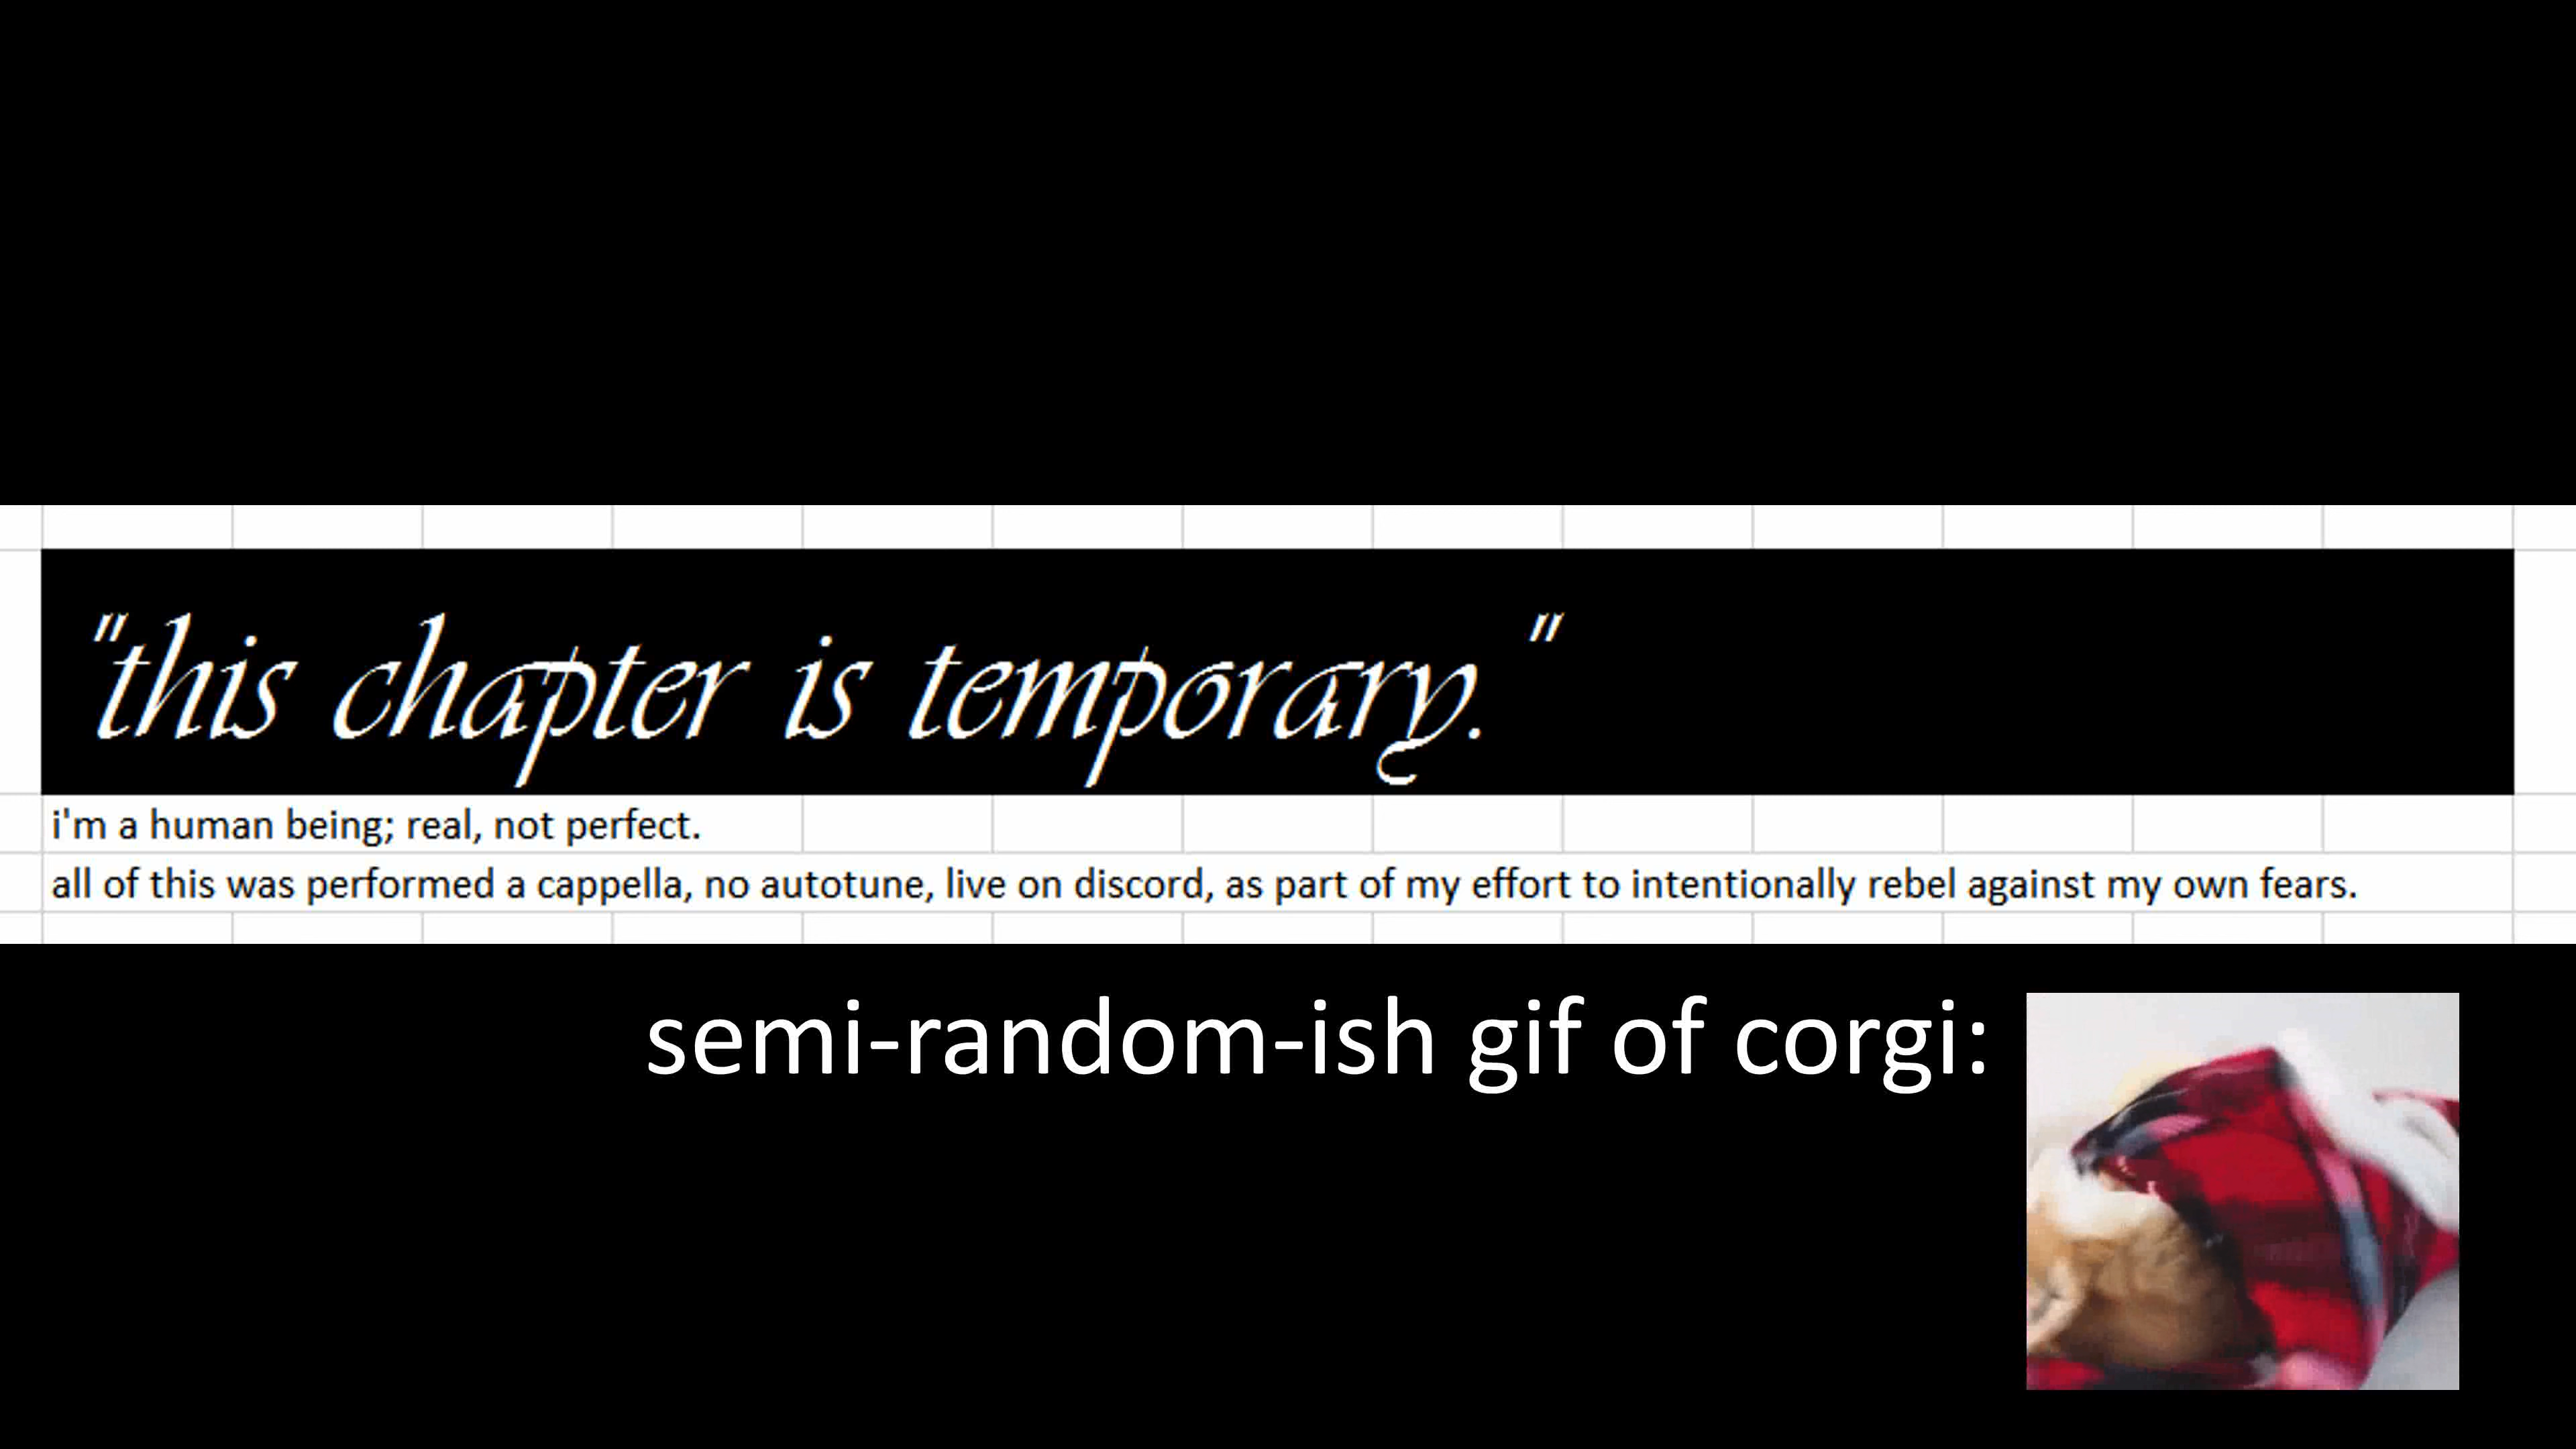 "this chapter is temporary."
i'm a human being; real, not perfect.
all of this was performed a cappella, no autotune, live on discord, as part of my effort to intentionally rebel against my own fears.
semi-random-ish gif of corgi: